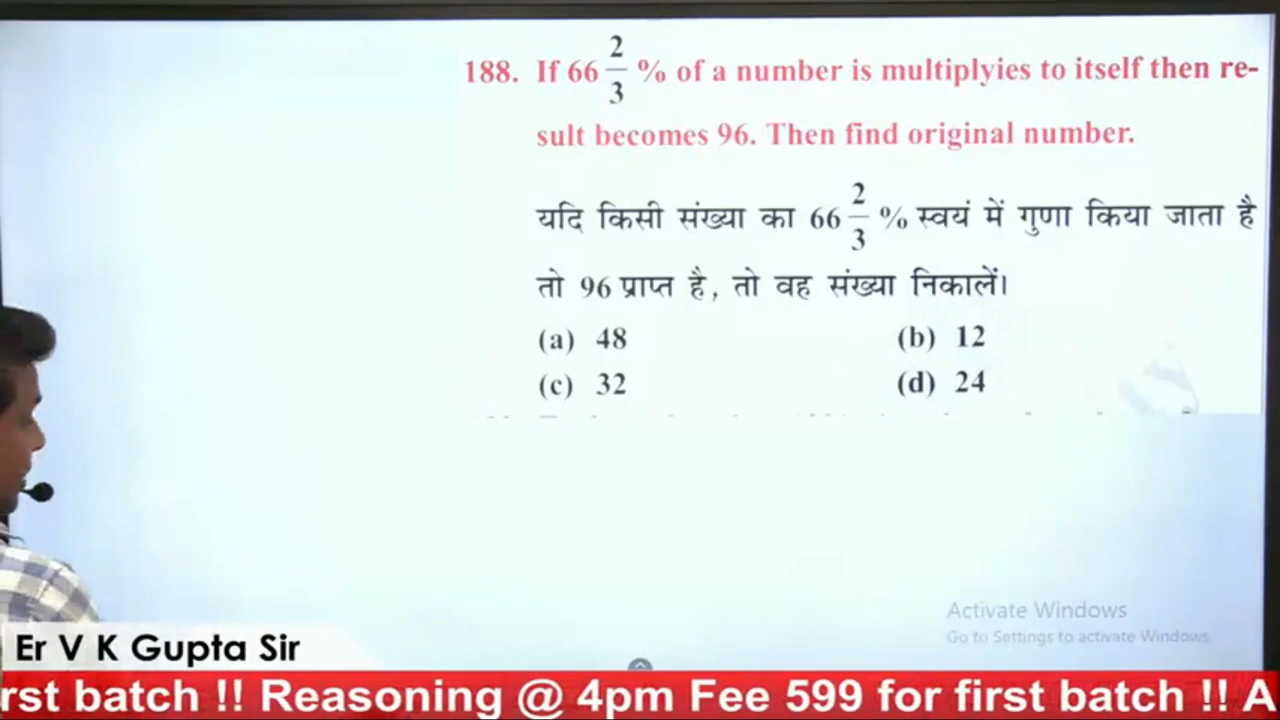 188. If 66 2/3 % of a number is multiplyies to itself then re-
sult becomes 96. Then find original number.
यदि किसी संख्या का 66 2/3 % स्वयं में गुणा किया जाता है
तो 96 प्राप्त है, तो वह संख्या निकालें।
(a) 48 (b) 12
(c) 32 (d) 24
Activate Windows
Go to Settings to activate Windows.
Er V K Gupta Sir
rst batch !! Reasoning @ 4pm Fee 599 for first batch !! A